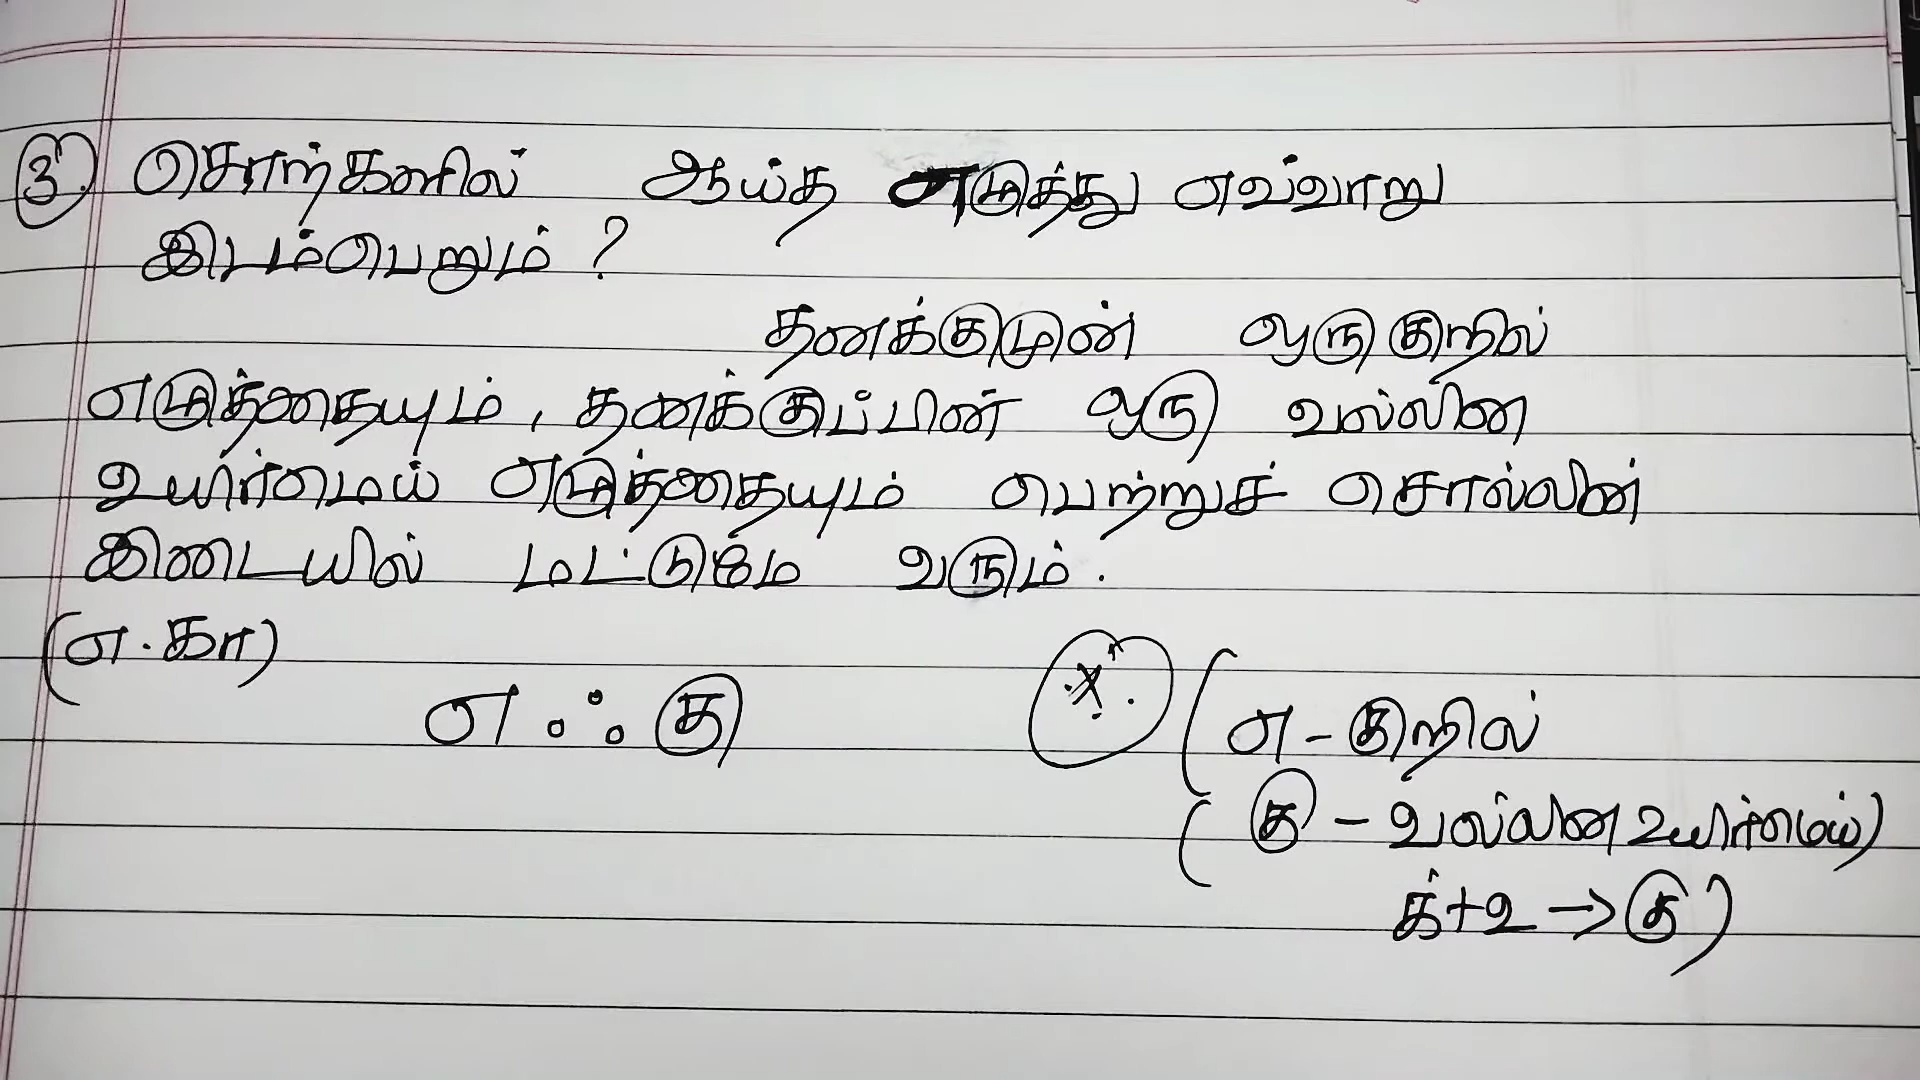 3. சொற்களில் ஆய்த எழுத்து எவ்வாறு
இடம்பெறும் ?
தனக்குமுன் ஒரு குறில்
எழுத்தையும் , தனக்குப்பின் ஒரு வல்லின
உயிர்மெய் எழுத்தையும் பெற்றுச் சொல்லின்
இடையில் மட்டுமே வரும் .
(எ.கா)
எ ஃ கு
( எ - குறில்
( கு - வல்லின உயிர்மெய் )
க் + உ → கு )